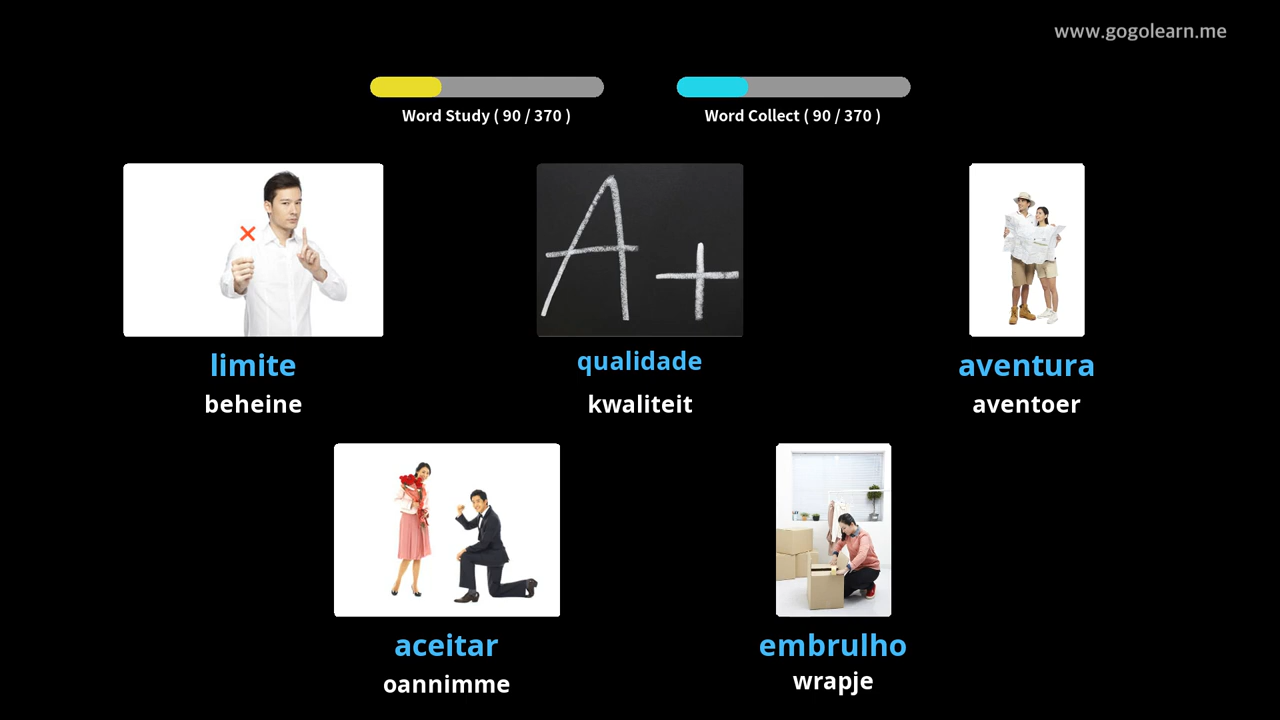 www.gogolearn.me
Word Study ( 90 / 370 )
Word Collect ( 90 / 370 )
A+
limite
beheine
qualidade
kwaliteit
aventura
aventoer
aceitar
oannimme
embrulho
wrapje